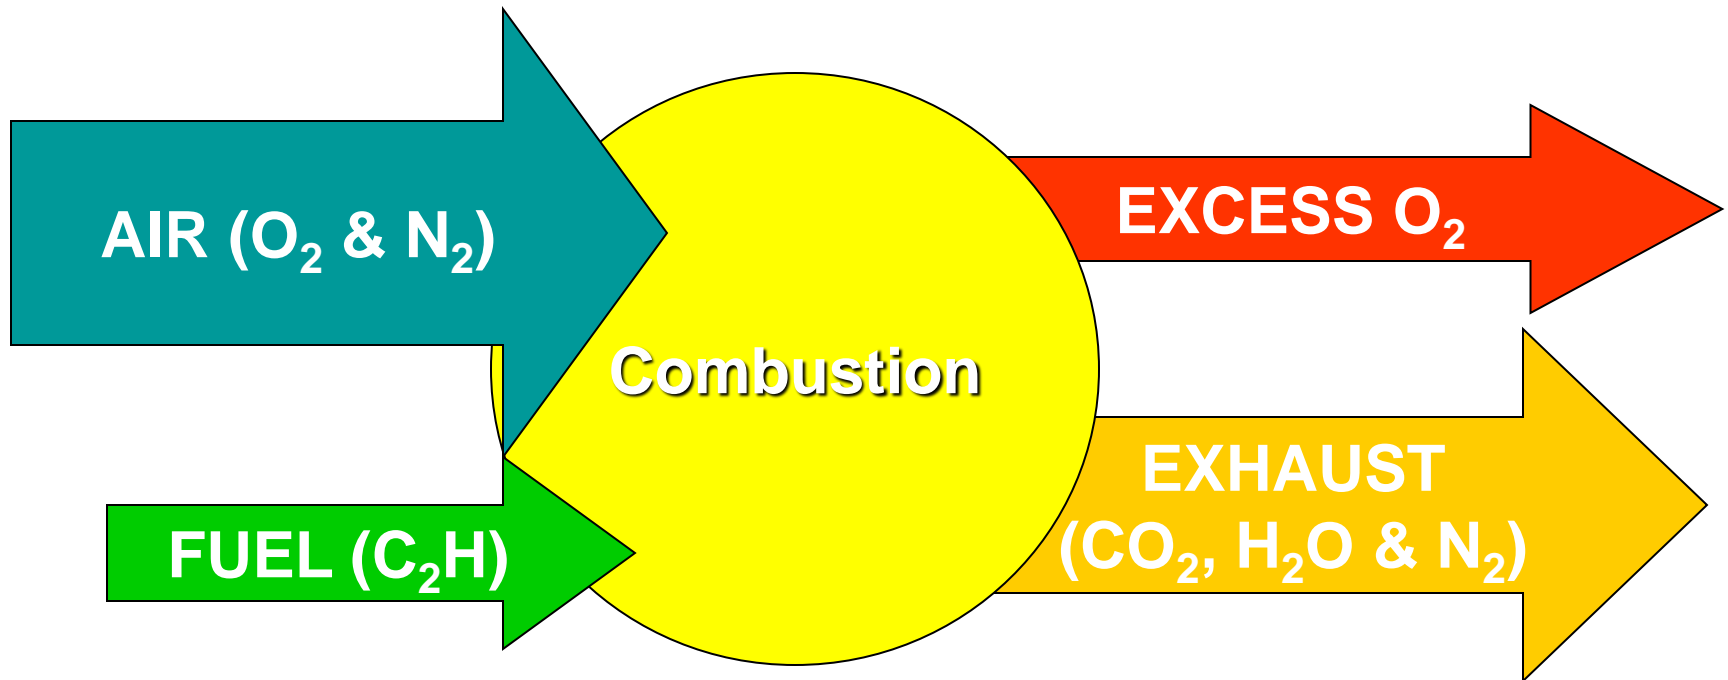 AIR (O₂ & N₂)
EXCESS O₂
Combustion
FUEL (C₂H)
EXHAUST
(CO₂, H₂O & N₂)